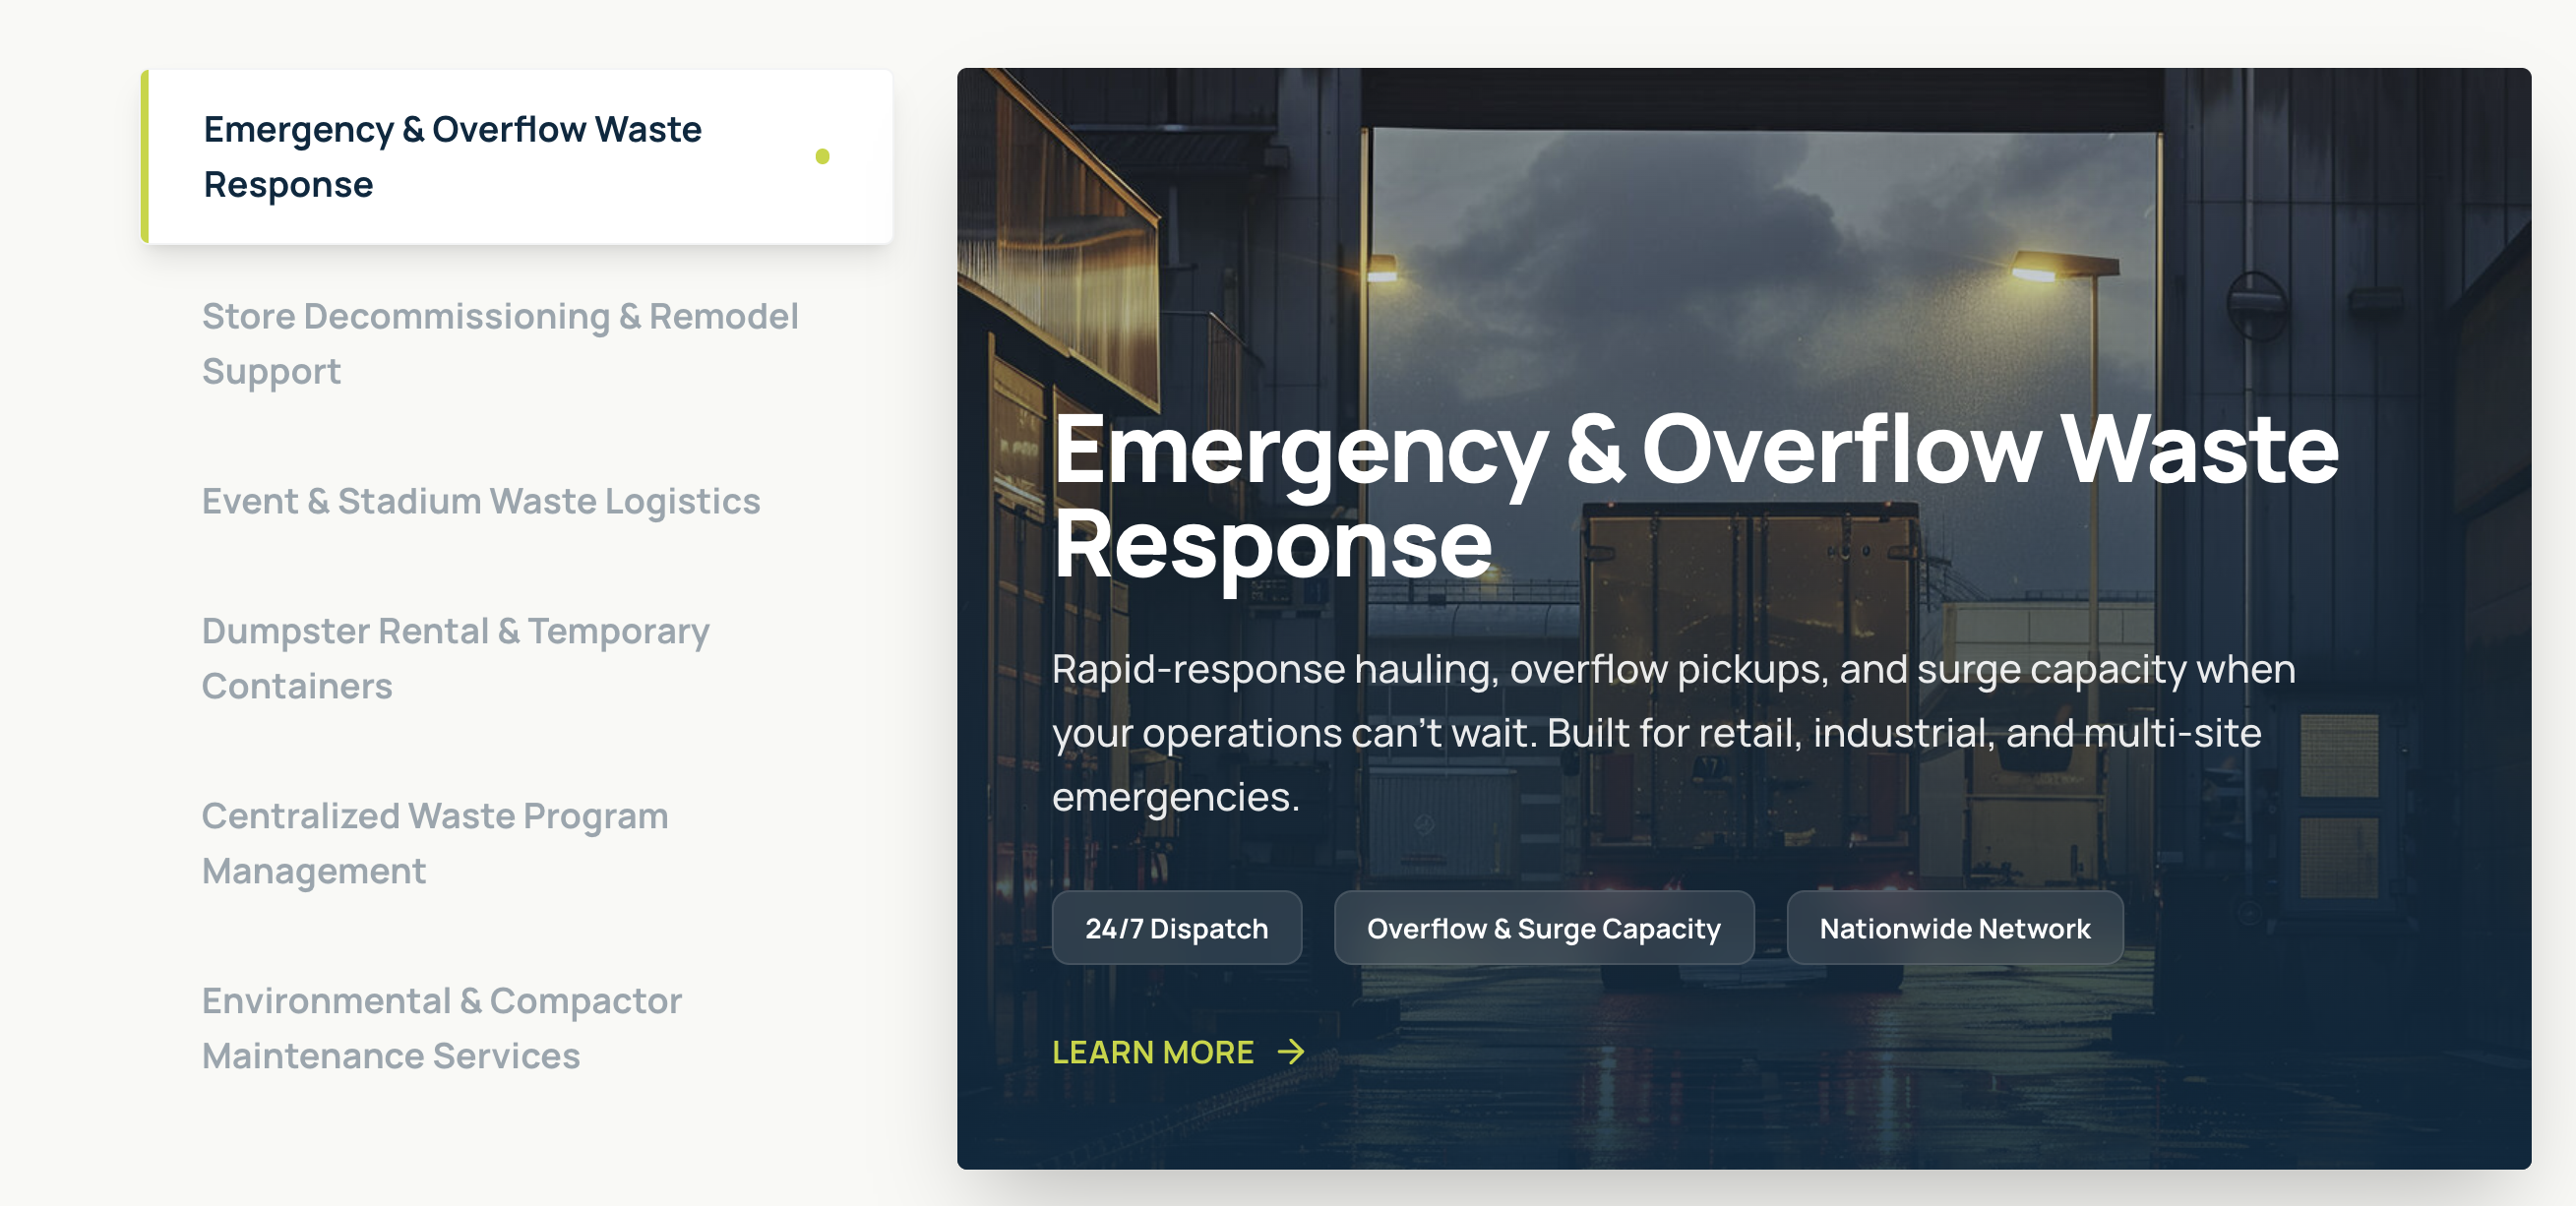 Emergency & Overflow Waste
Response
Store Decommissioning & Remodel
Support
Event & Stadium Waste Logistics
Dumpster Rental & Temporary
Containers
Centralized Waste Program
Management
Environmental & Compactor
Maintenance Services
Emergency & Overflow Waste
Response
Rapid-response hauling, overflow pickups, and surge capacity when
your operations can’t wait. Built for retail, industrial, and multi-site
emergencies.
24/7 Dispatch
Overflow & Surge Capacity
Nationwide Network
LEARN MORE →